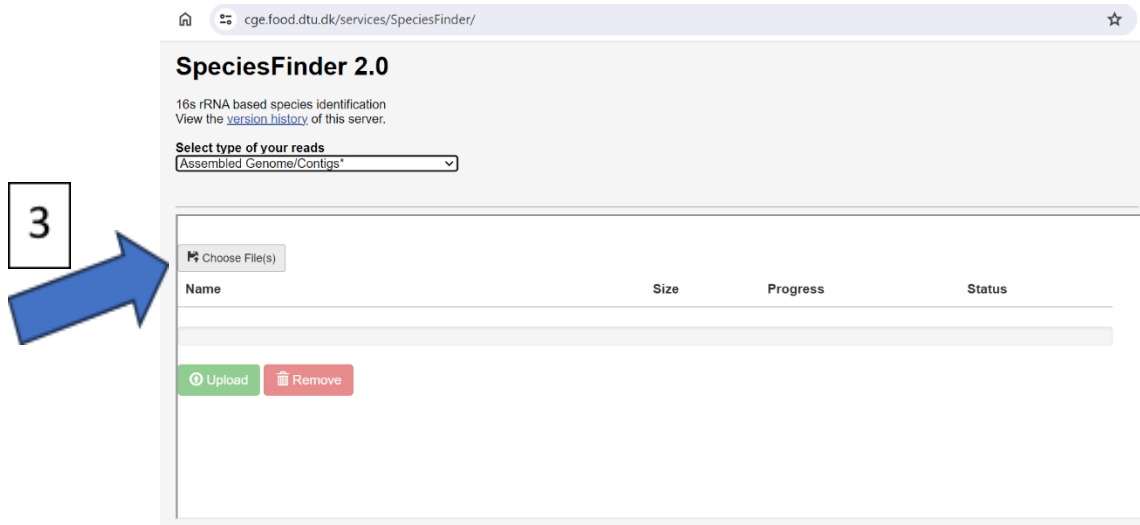 cge.food.dtu.dk/services/SpeciesFinder/
SpeciesFinder 2.0
16s rRNA based species identification
View the version history of this server.
Select type of your reads
Assembled Genome/Contigs*
3
Choose File(s)
Name Size Progress Status
Upload Remove